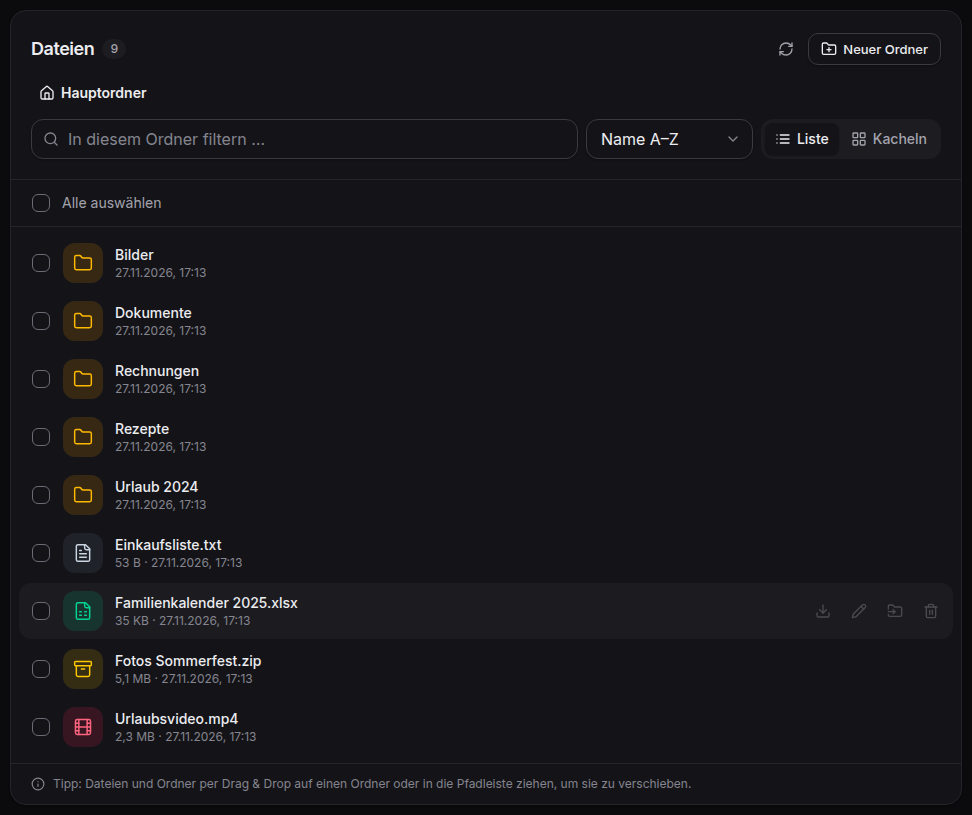 Dateien 9
Neuer Ordner
Hauptordner
In diesem Ordner filtern ...
Name A–Z
Liste
Kacheln
Alle auswählen
Bilder
27.11.2026, 17:13
Dokumente
27.11.2026, 17:13
Rechnungen
27.11.2026, 17:13
Rezepte
27.11.2026, 17:13
Urlaub 2024
27.11.2026, 17:13
Einkaufsliste.txt
53 B · 27.11.2026, 17:13
Familienkalender 2025.xlsx
35 KB · 27.11.2026, 17:13
Fotos Sommerfest.zip
5,1 MB · 27.11.2026, 17:13
Urlaubsvideo.mp4
2,3 MB · 27.11.2026, 17:13
Tipp: Dateien und Ordner per Drag & Drop auf einen Ordner oder in die Pfadleiste ziehen, um sie zu verschieben.